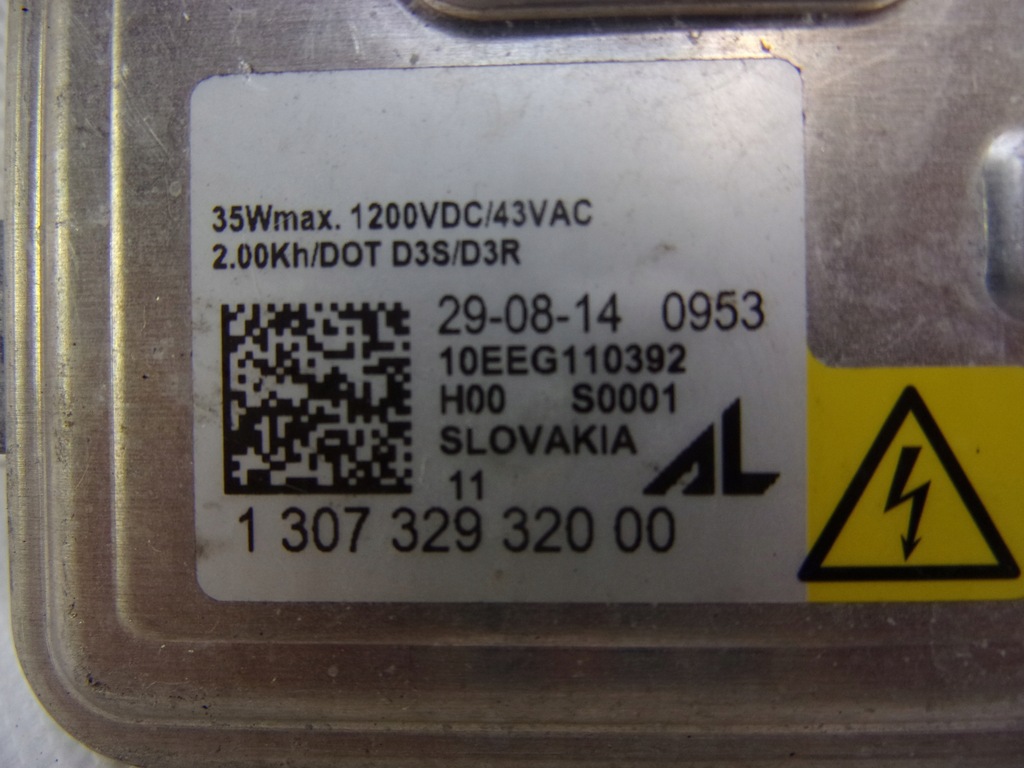 35Wmax. 1200VDC/43VAC
2.00Kh/DOT D3S/D3R
29-08-14 0953
10EEG110392
H00 S0001
SLOVAKIA
AL
11
1 307 329 320 00